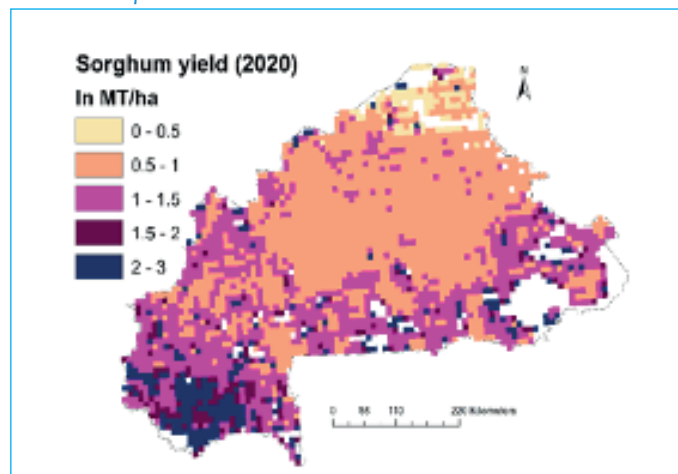 Sorghum yield (2020)
In MT/ha
N
0 - 0.5
0.5 - 1
1 - 1.5
1.5 - 2
2 - 3
0 110 220 Kilometers